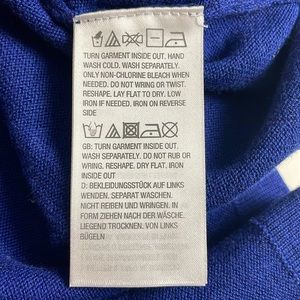 TURN GARMENT INSIDE OUT. HAND
WASH COLD. WASH SEPARATELY.
ONLY NON-CHLORINE BLEACH WHEN
NEEDED. DO NOT WRING OR TWIST.
RESHAPE. LAY FLAT TO DRY. LOW
IRON IF NEEDED. IRON ON REVERSE
SIDE
GB: TURN GARMENT INSIDE OUT.
WASH SEPARATELY. DO NOT RUB OR
WRING. RESHAPE. DRY FLAT. IRON
INSIDE OUT
D: BEKLEIDUNGSSTÜCK AUF LINKS
WENDEN. SEPARAT WASCHEN.
NICHT REIBEN UND WRINGEN. IN
FORM ZIEHEN NACH DER WÄSCHE.
LIEGEND TROCKNEN. VON LINKS
BÜGELN